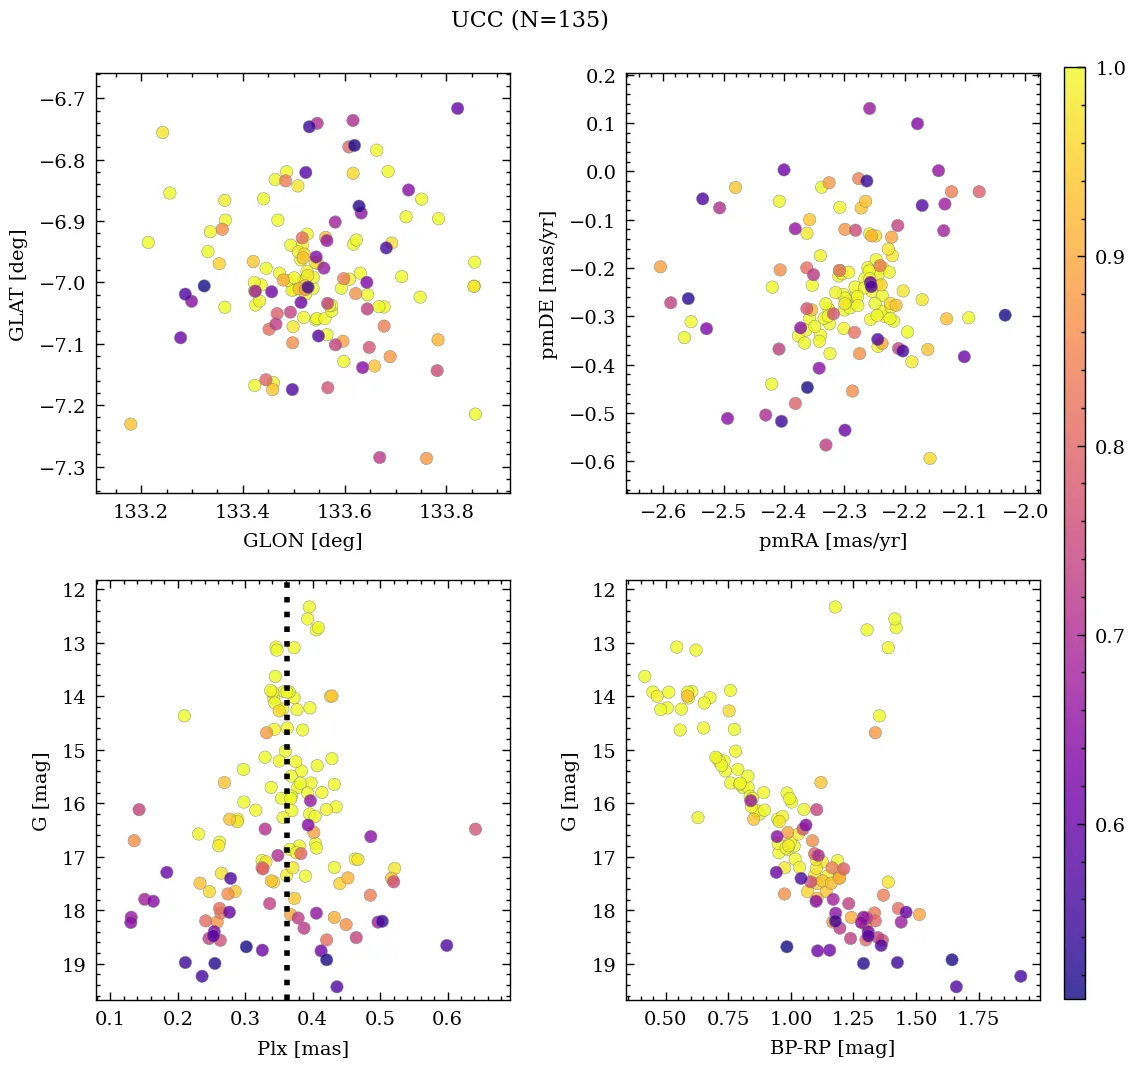 UCC (N=135)
−6.7
−6.8
−6.9
−7.0
−7.1
−7.2
−7.3
GLAT [deg]
133.2 133.4 133.6 133.8
GLON [deg]
0.2
0.1
0.0
−0.1
−0.2
−0.3
−0.4
−0.5
−0.6
pmDE [mas/yr]
−2.6 −2.5 −2.4 −2.3 −2.2 −2.1 −2.0
pmRA [mas/yr]
12
13
14
15
16
17
18
19
G [mag]
0.1 0.2 0.3 0.4 0.5 0.6
Plx [mas]
12
13
14
15
16
17
18
19
G [mag]
0.50 0.75 1.00 1.25 1.50 1.75
BP-RP [mag]
1.0
0.9
0.8
0.7
0.6